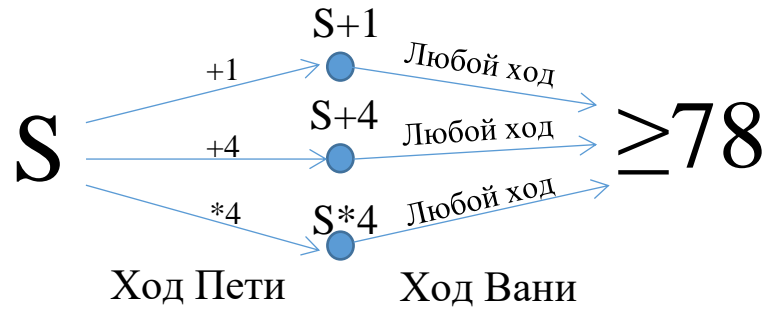 S+1
+1
Любой ход
S
S+4
+4
Любой ход
≥78
S*4
*4
Любой ход
Ход Пети
Ход Вани